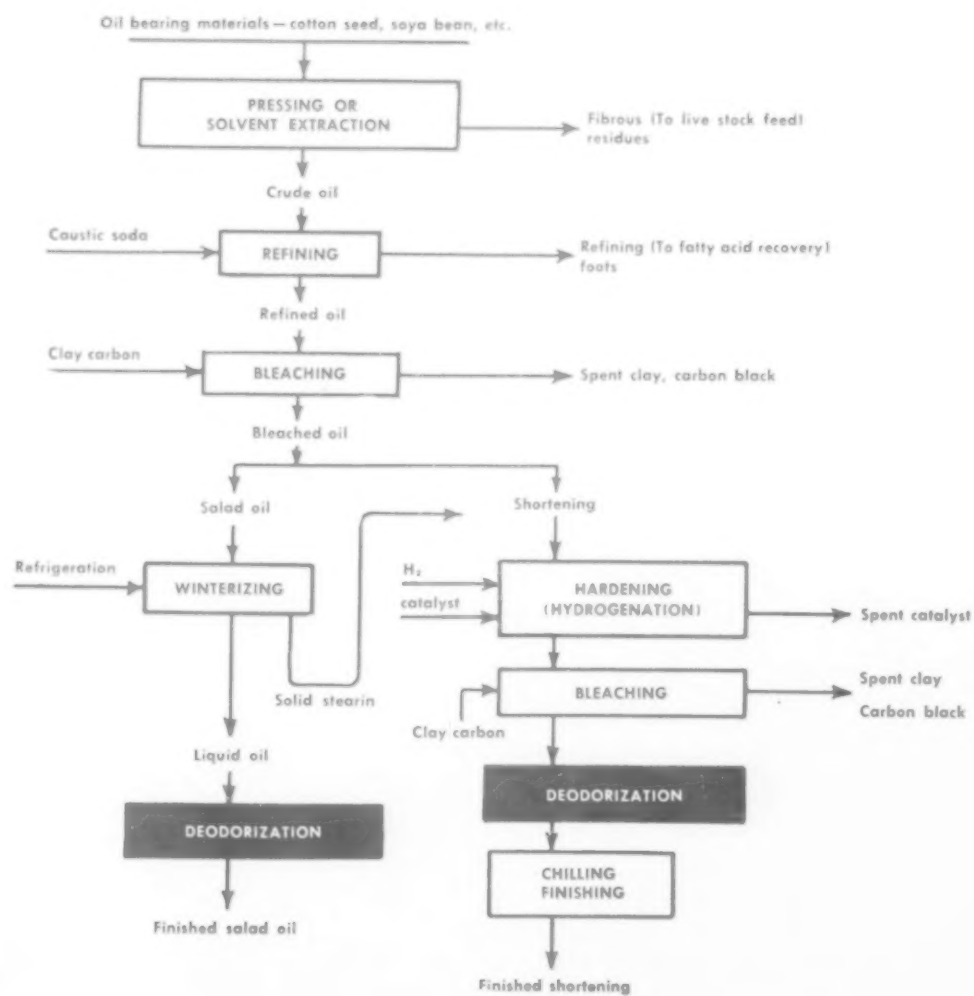 Oil bearing materials — cotton seed, soya bean, etc.
PRESSING OR
SOLVENT EXTRACTION
Fibrous (To live stock feed)
residues
Crude oil
Caustic soda
REFINING
Refining (To fatty acid recovery)
foots
Refined oil
Clay carbon
BLEACHING
Spent clay, carbon black
Bleached oil
Salad oil
Shortening
Refrigeration
WINTERIZING
H₂
catalyst
HARDENING
(HYDROGENATION)
Spent catalyst
Solid stearin
BLEACHING
Spent clay
Carbon black
Clay carbon
Liquid oil
DEODORIZATION
DEODORIZATION
CHILLING
FINISHING
Finished salad oil
Finished shortening